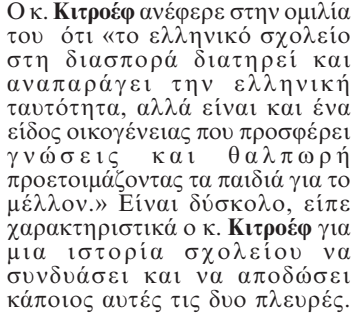 Ο κ. Κιτροέφ ανέφερε στην ομιλία
του ότι «το ελληνικό σχολείο
στη διασπορά διατηρεί και
αναπαράγει την ελληνική
ταυτότητα, αλλά είναι και ένα
είδος οικογένειας που προσφέρει
γνώσεις και θαλπωρή
προετοιμάζοντας τα παιδιά για το
μέλλον.» Είναι δύσκολο, είπε
χαρακτηριστικά ο κ. Κιτροέφ για
μια ιστορία σχολείου να
συνδυάσει και να αποδώσει
κάποιος αυτές τις δυο πλευρές.